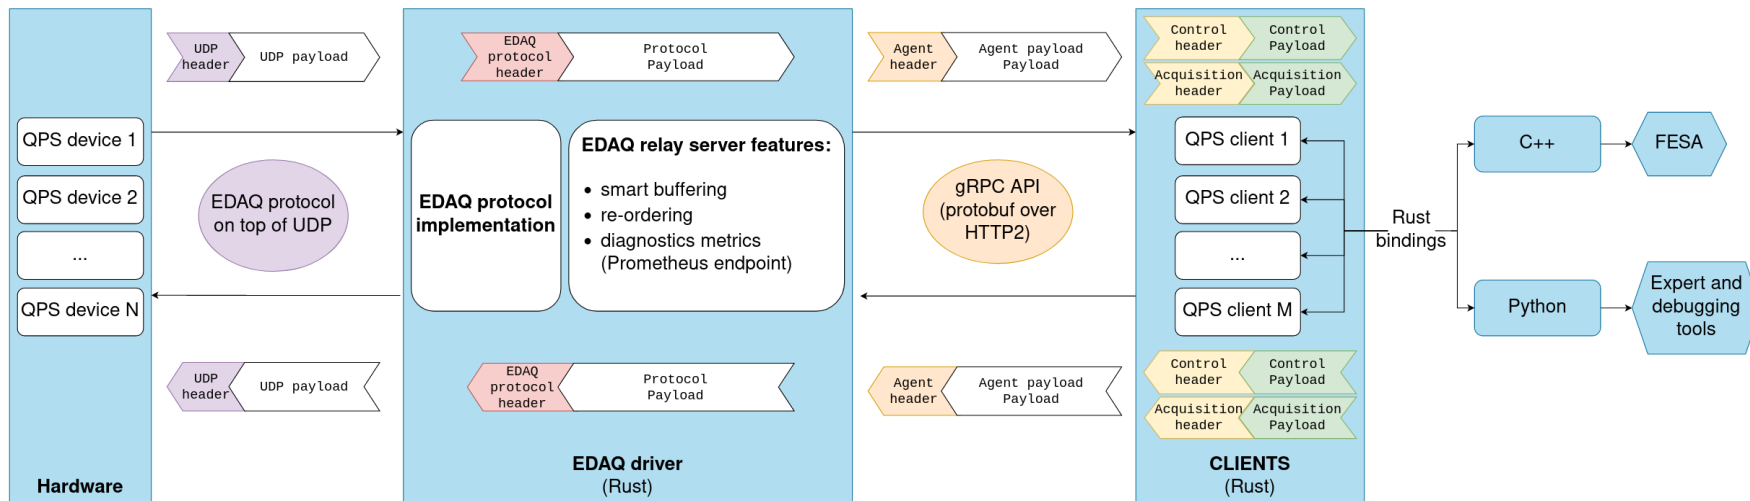 UDP
header
UDP payload
EDAQ
protocol
header
Protocol
Payload
Agent
header
Agent payload
Payload
Control
header
Control
Payload
Acquisition
header
Acquisition
Payload
QPS device 1
QPS device 2
...
QPS device N
EDAQ protocol
on top of UDP
EDAQ protocol
implementation
EDAQ relay server features:
• smart buffering
• re-ordering
• diagnostics metrics
(Prometheus endpoint)
gRPC API
(protobuf over
HTTP2)
QPS client 1
QPS client 2
...
QPS client M
Rust
bindings
C++
FESA
Python
Expert and
debugging
tools
UDP
header
UDP payload
EDAQ
protocol
header
Protocol
Payload
Agent
header
Agent payload
Payload
Control
header
Control
Payload
Acquisition
header
Acquisition
Payload
Hardware
EDAQ driver
(Rust)
CLIENTS
(Rust)